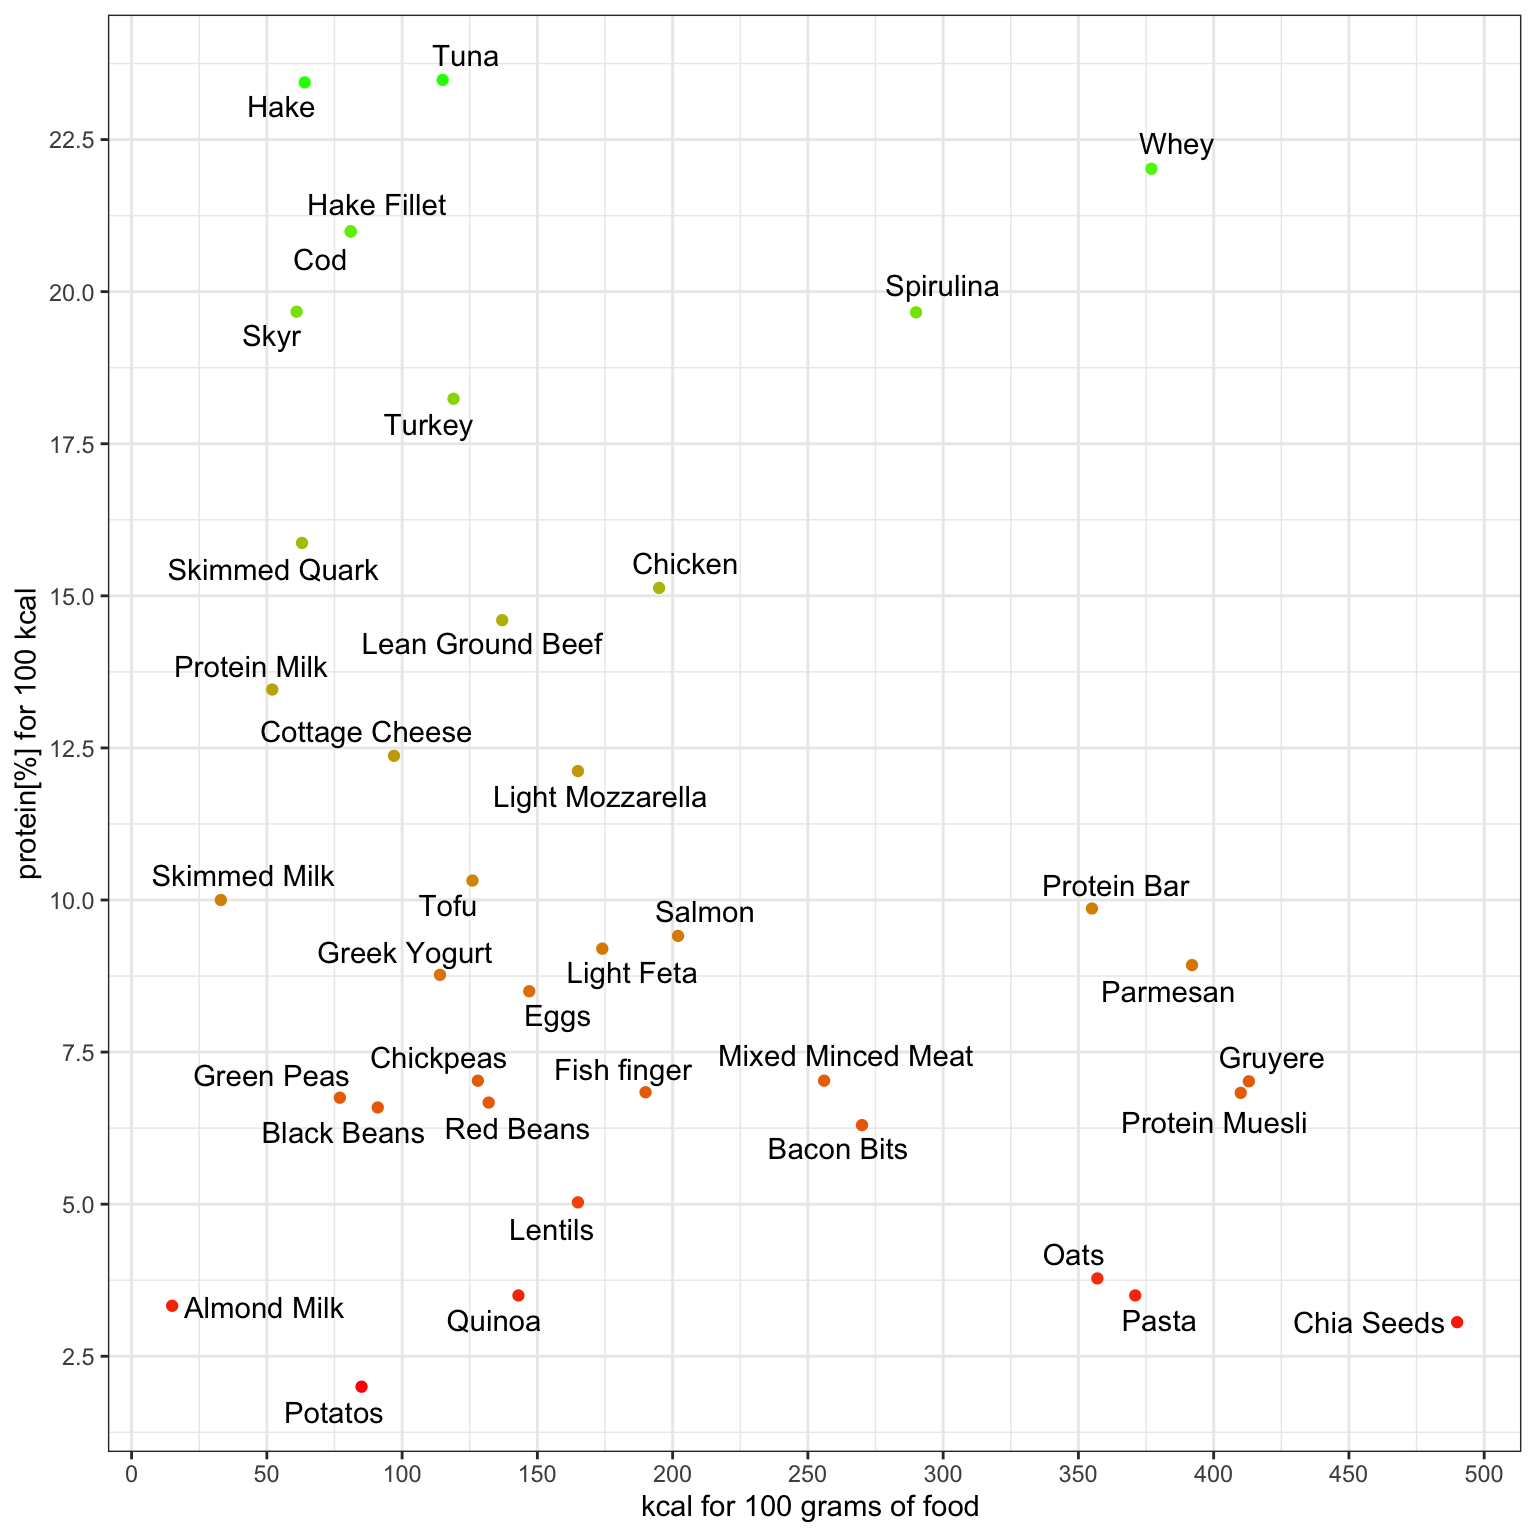 Tuna
Hake
22.5
Whey
Hake Fillet
Cod
20.0
Spirulina
Skyr
Turkey
17.5
Skimmed Quark
Chicken
15.0
Lean Ground Beef
Protein Milk
Cottage Cheese
12.5
Light Mozzarella
protein[%] for 100 kcal
Skimmed Milk
Protein Bar
10.0
Tofu
Salmon
Greek Yogurt
Light Feta
Parmesan
Eggs
7.5
Chickpeas
Mixed Minced Meat
Gruyere
Green Peas
Fish finger
Black Beans
Red Beans
Protein Muesli
Bacon Bits
5.0
Lentils
Oats
Almond Milk
Quinoa
Pasta
Chia Seeds
2.5
Potatos
0 50 100 150 200 250 300 350 400 450 500
kcal for 100 grams of food